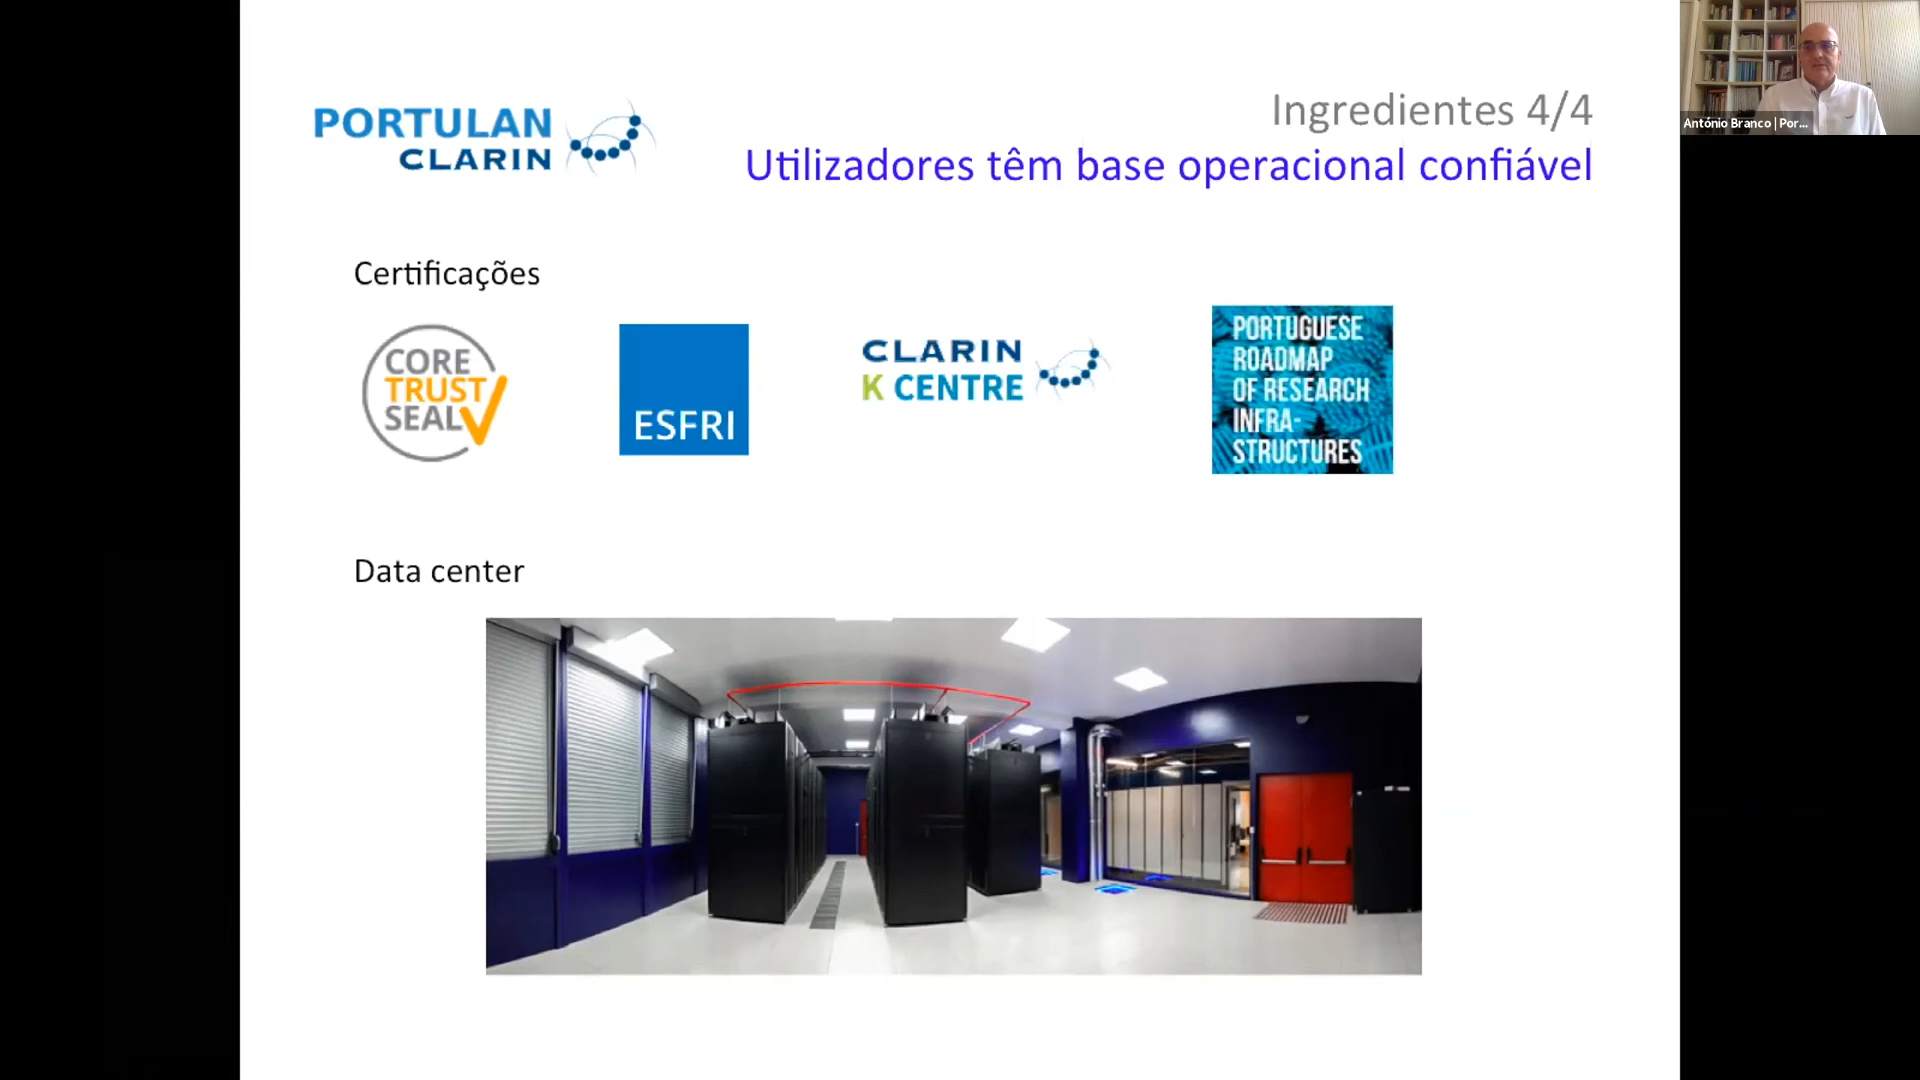 PORTULAN
CLARIN
Ingredientes 4/4
Utilizadores têm base operacional confiável
António Branco | Por...
Certificações
CORE
TRUST
SEAL
ESFRI
CLARIN
K CENTRE
PORTUGUESE
ROADMAP
OF RESEARCH
INFRA-
STRUCTURES
Data center